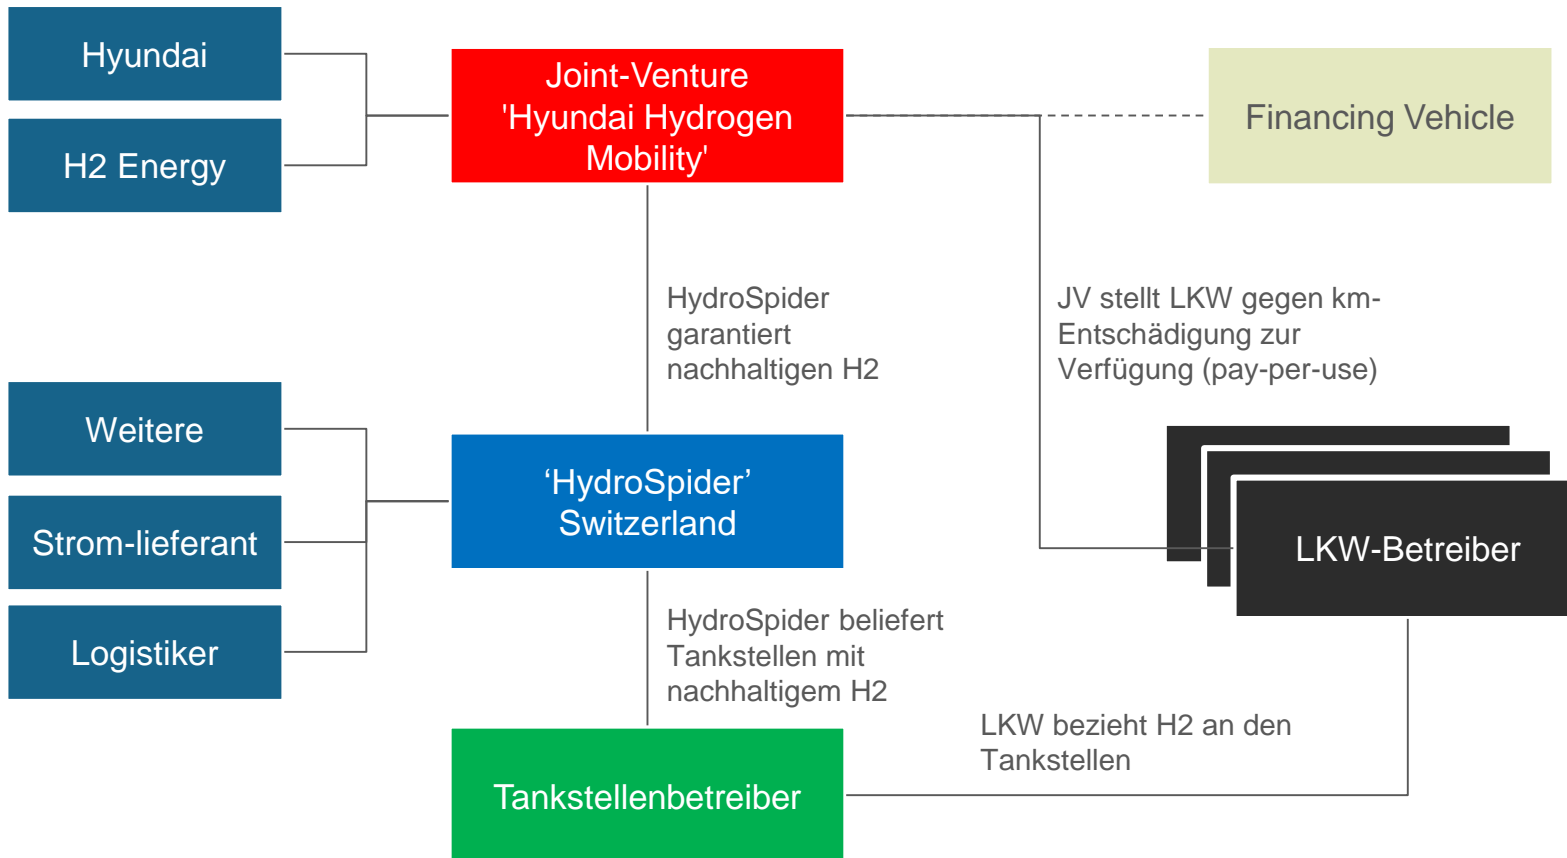 Hyundai
H2 Energy
Joint-Venture
'Hyundai Hydrogen
Mobility'
Financing Vehicle
HydroSpider
garantiert
nachhaltigen H2
JV stellt LKW gegen km-
Entschädigung zur
Verfügung (pay-per-use)
Weitere
Strom-lieferant
Logistiker
‘HydroSpider’
Switzerland
LKW-Betreiber
HydroSpider beliefert
Tankstellen mit
nachhaltigem H2
LKW bezieht H2 an den
Tankstellen
Tankstellenbetreiber